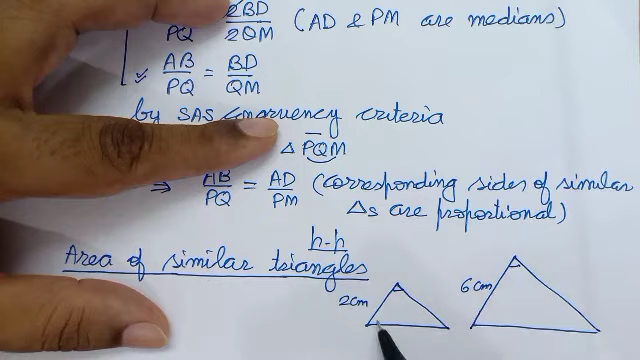 2BD (AD & PM are medians)
PQ 2QM
AB = BD
PQ QM
by SAS congruency criteria
Δ PQM
⇒ AB = AD (corresponding sides of similar
PQ PM Δs are proportional)
h-h
Area of similar triangles
2cm
6cm